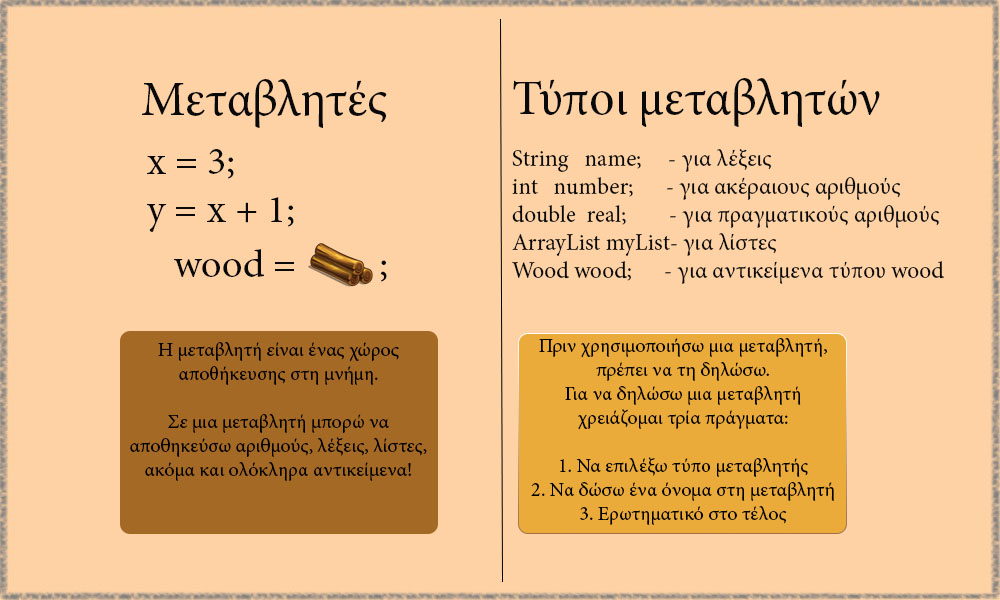 Μεταβλητές
x = 3;
y = x + 1;
wood = ;
Η μεταβλητή είναι ένας χώρος
αποθήκευσης στη μνήμη.
Σε μια μεταβλητή μπορώ να
αποθηκεύσω αριθμούς, λέξεις, λίστες,
ακόμα και ολόκληρα αντικείμενα!
Τύποι μεταβλητών
String name; - για λέξεις
int number; - για ακέραιους αριθμούς
double real; - για πραγματικούς αριθμούς
ArrayList myList- για λίστες
Wood wood; - για αντικείμενα τύπου wood
Πριν χρησιμοποιήσω μια μεταβλητή,
πρέπει να τη δηλώσω.
Για να δηλώσω μια μεταβλητή
χρειάζομαι τρία πράγματα:
1. Να επιλέξω τύπο μεταβλητής
2. Να δώσω ένα όνομα στη μεταβλητή
3. Ερωτηματικό στο τέλος